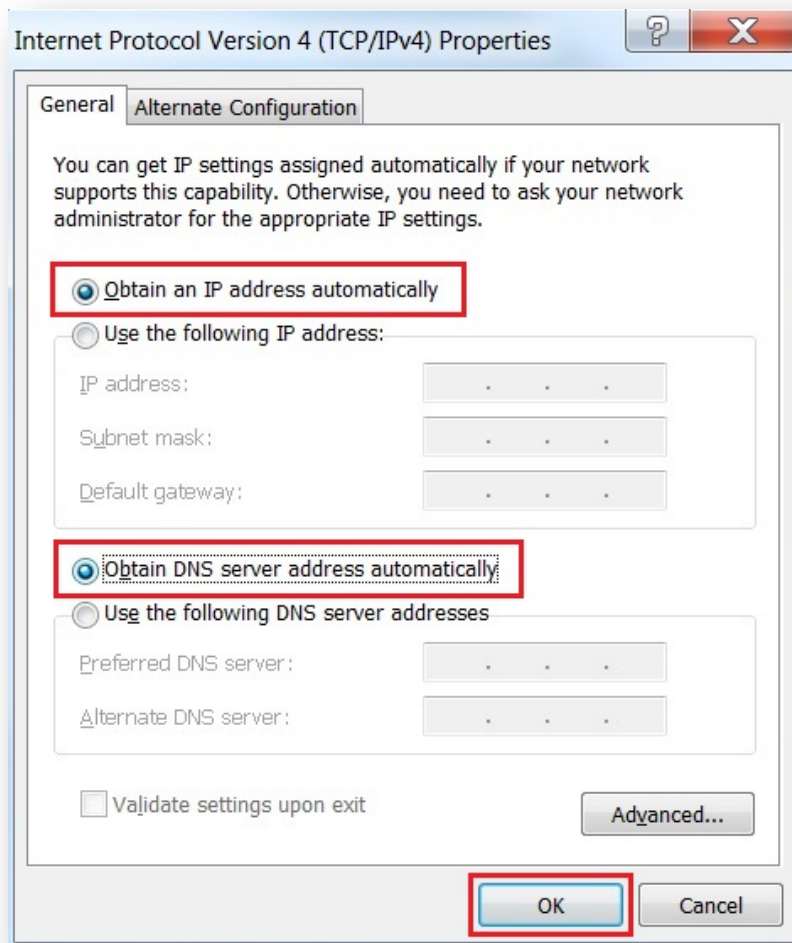 Internet Protocol Version 4 (TCP/IPv4) Properties
General
Alternate Configuration
You can get IP settings assigned automatically if your network
supports this capability. Otherwise, you need to ask your network
administrator for the appropriate IP settings.
Obtain an IP address automatically
Use the following IP address:
IP address:
Subnet mask:
Default gateway:
Obtain DNS server address automatically
Use the following DNS server addresses
Preferred DNS server:
Alternate DNS server:
Validate settings upon exit
Advanced...
OK
Cancel